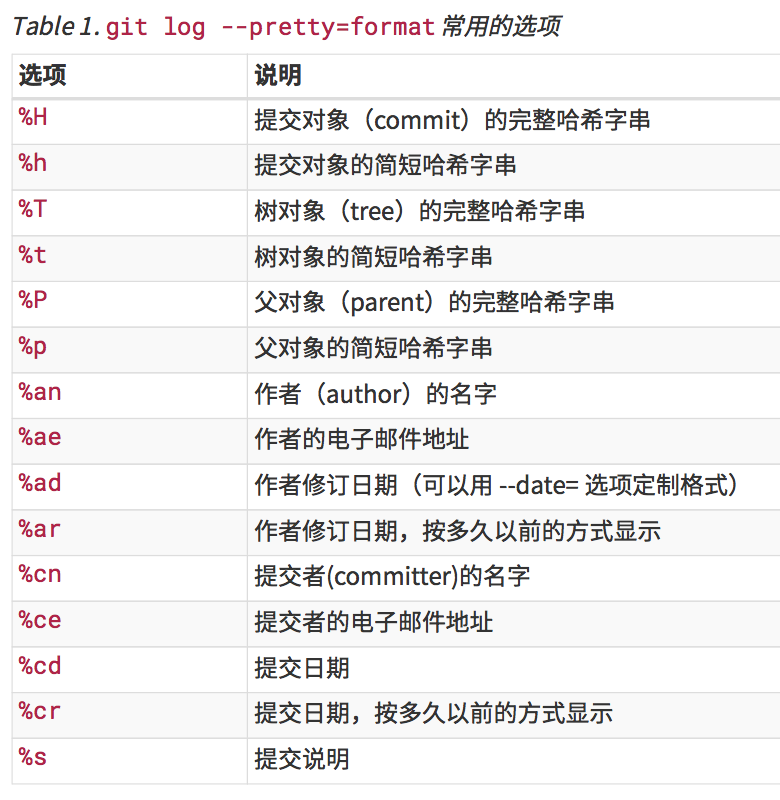 Table 1. git log --pretty=format 常用的选项
选项 说明
%H 提交对象（commit）的完整哈希字串
%h 提交对象的简短哈希字串
%T 树对象（tree）的完整哈希字串
%t 树对象的简短哈希字串
%P 父对象（parent）的完整哈希字串
%p 父对象的简短哈希字串
%an 作者（author）的名字
%ae 作者的电子邮件地址
%ad 作者修订日期（可以用 --date= 选项定制格式）
%ar 作者修订日期，按多久以前的方式显示
%cn 提交者(committer)的名字
%ce 提交者的电子邮件地址
%cd 提交日期
%cr 提交日期，按多久以前的方式显示
%s 提交说明